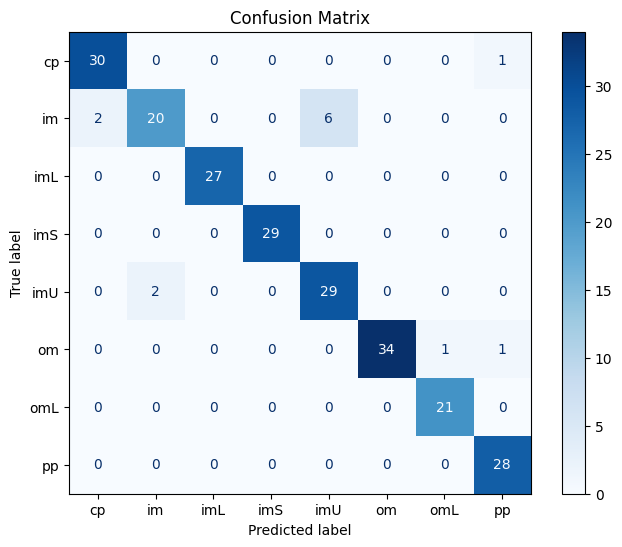 Confusion Matrix
cp 30 0 0 0 0 0 0 1
im 2 20 0 0 6 0 0 0
imL 0 0 27 0 0 0 0 0
imS 0 0 0 29 0 0 0 0
imU 0 2 0 0 29 0 0 0
om 0 0 0 0 0 34 1 1
omL 0 0 0 0 0 0 21 0
pp 0 0 0 0 0 0 0 28
cp im imL imS imU om omL pp
Predicted label
True label
30
25
20
15
10
5
0